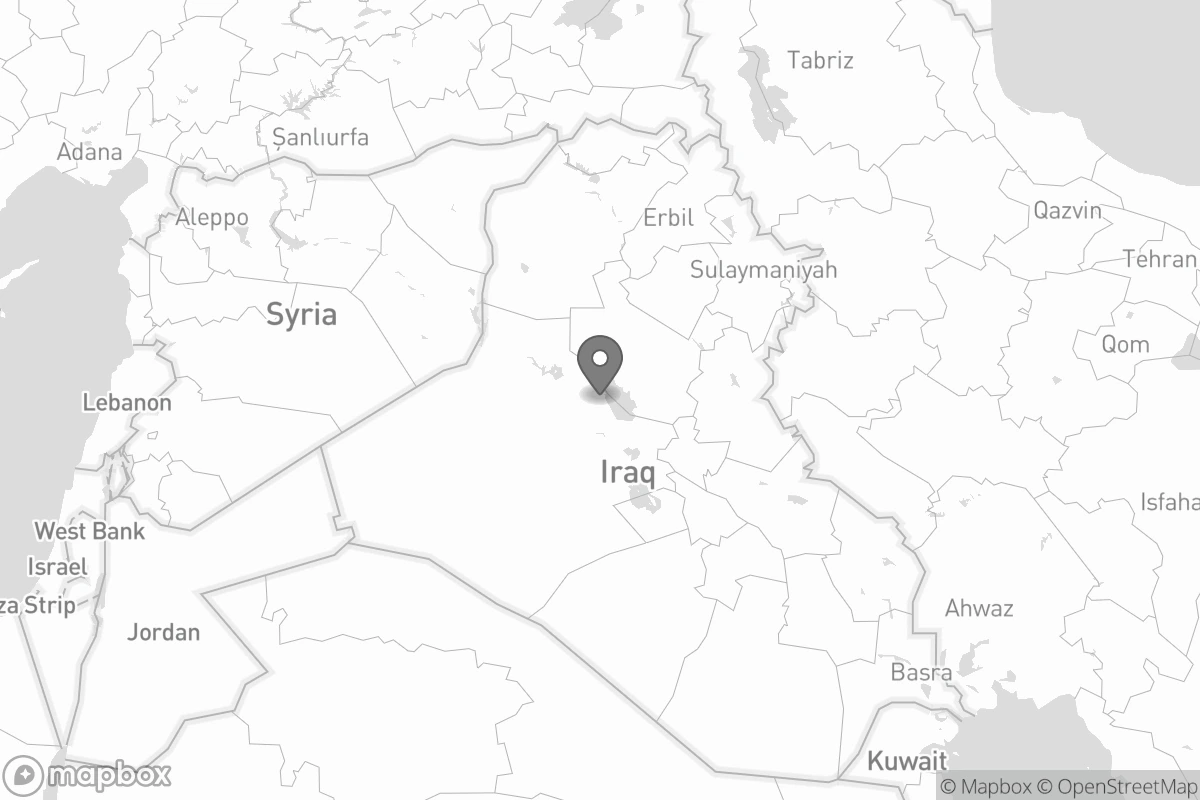 Tabriz
Şanlıurfa
Adana
Qazvin
Aleppo
Erbil
Tehran
Sulaymaniyah
Syria
Qom
Lebanon
Iraq
Isfaha
West Bank
Israel
za Strip
Ahwaz
Jordan
Basra
Kuwait
mapbox
© Mapbox © OpenStreetMap